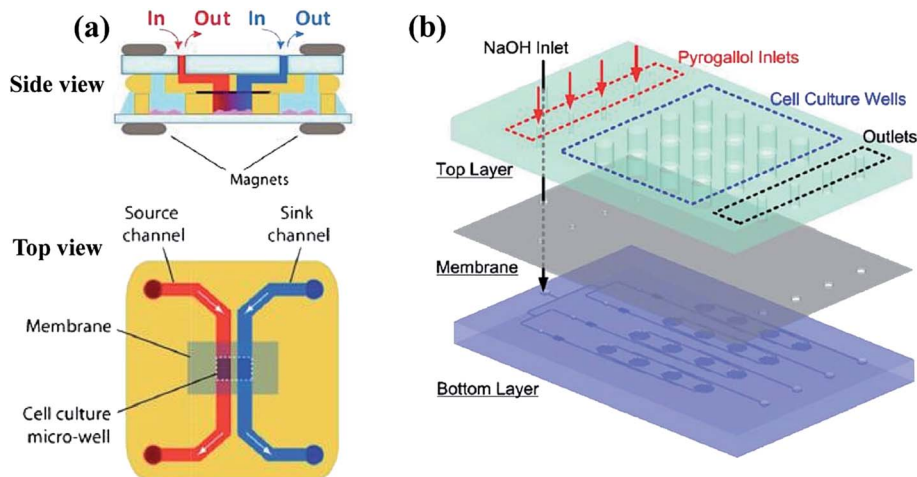 (a)
In
Out
In
Out
Side view
Magnets
Source
channel
Sink
channel
Top view
Membrane
Cell culture
micro-well
(b)
NaOH Inlet
Pyrogallol Inlets
Cell Culture Wells
Outlets
Top Layer
Membrane
Bottom Layer